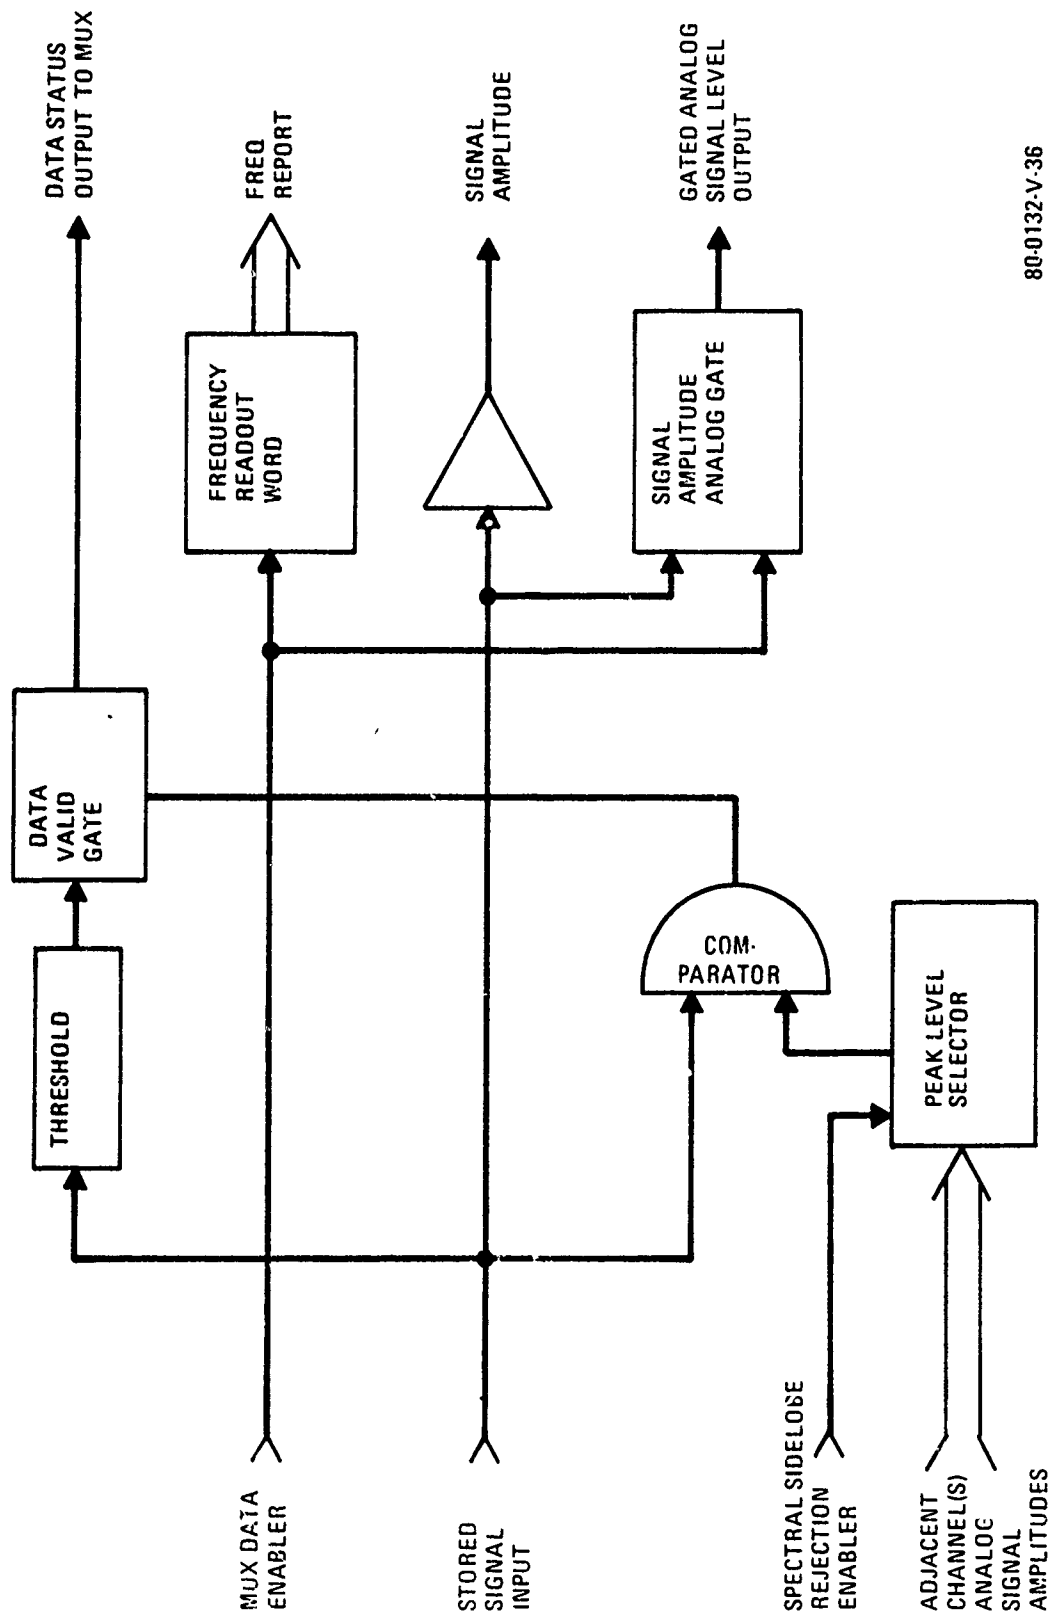 DATA STATUS
OUTPUT TO MUX
FREQ
REPORT
SIGNAL
AMPLITUDE
GATED ANALOG
SIGNAL LEVEL
OUTPUT
FREQUENCY
READOUT
WORD
SIGNAL
AMPLITUDE
ANALOG GATE
DATA
VALID
GATE
THRESHOLD
COM-
PARATOR
PEAK LEVEL
SELECTOR
MUX DATA
ENABLER
STORED
SIGNAL
INPUT
SPECTRAL SIDELOBE
REJECTION
ENABLER
ADJACENT
CHANNEL(S)
ANALOG
SIGNAL
AMPLITUDES
80-0132-V-36